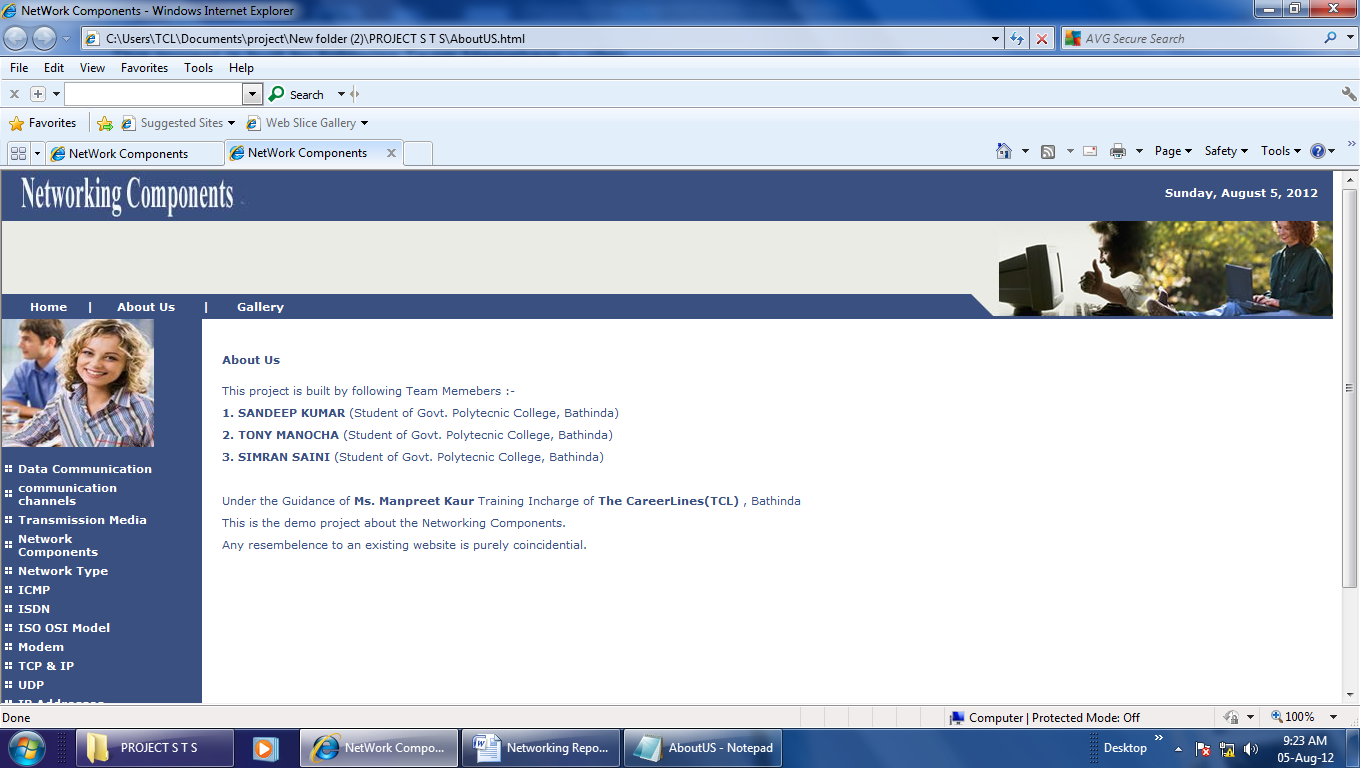 NetWork Components - Windows Internet Explorer
C:\Users\TCL\Documents\project\New folder (2)\PROJECT S T S\AboutUS.html
AVG Secure Search
File Edit View Favorites Tools Help
Search
Favorites Suggested Sites Web Slice Gallery
NetWork Components NetWork Components Page Safety Tools
Networking Components
Sunday, August 5, 2012
Home | About Us | Gallery
About Us
This project is built by following Team Memebers :-
1. SANDEEP KUMAR (Student of Govt. Polytecnic College, Bathinda)
2. TONY MANOCHA (Student of Govt. Polytecnic College, Bathinda)
3. SIMRAN SAINI (Student of Govt. Polytecnic College, Bathinda)
Under the Guidance of Ms. Manpreet Kaur Training Incharge of The CareerLines(TCL) , Bathinda
This is the demo project about the Networking Components.
Any resembelence to an existing website is purely coincidential.
Data Communication
communication
channels
Transmission Media
Network
Components
Network Type
ICMP
ISDN
ISO OSI Model
Modem
TCP & IP
UDP
IP Addresses
Done
Computer | Protected Mode: Off
100%
PROJECT S T S
NetWork Compo...
Networking Repo...
AboutUS - Notepad
Desktop
9:23 AM
05-Aug-12